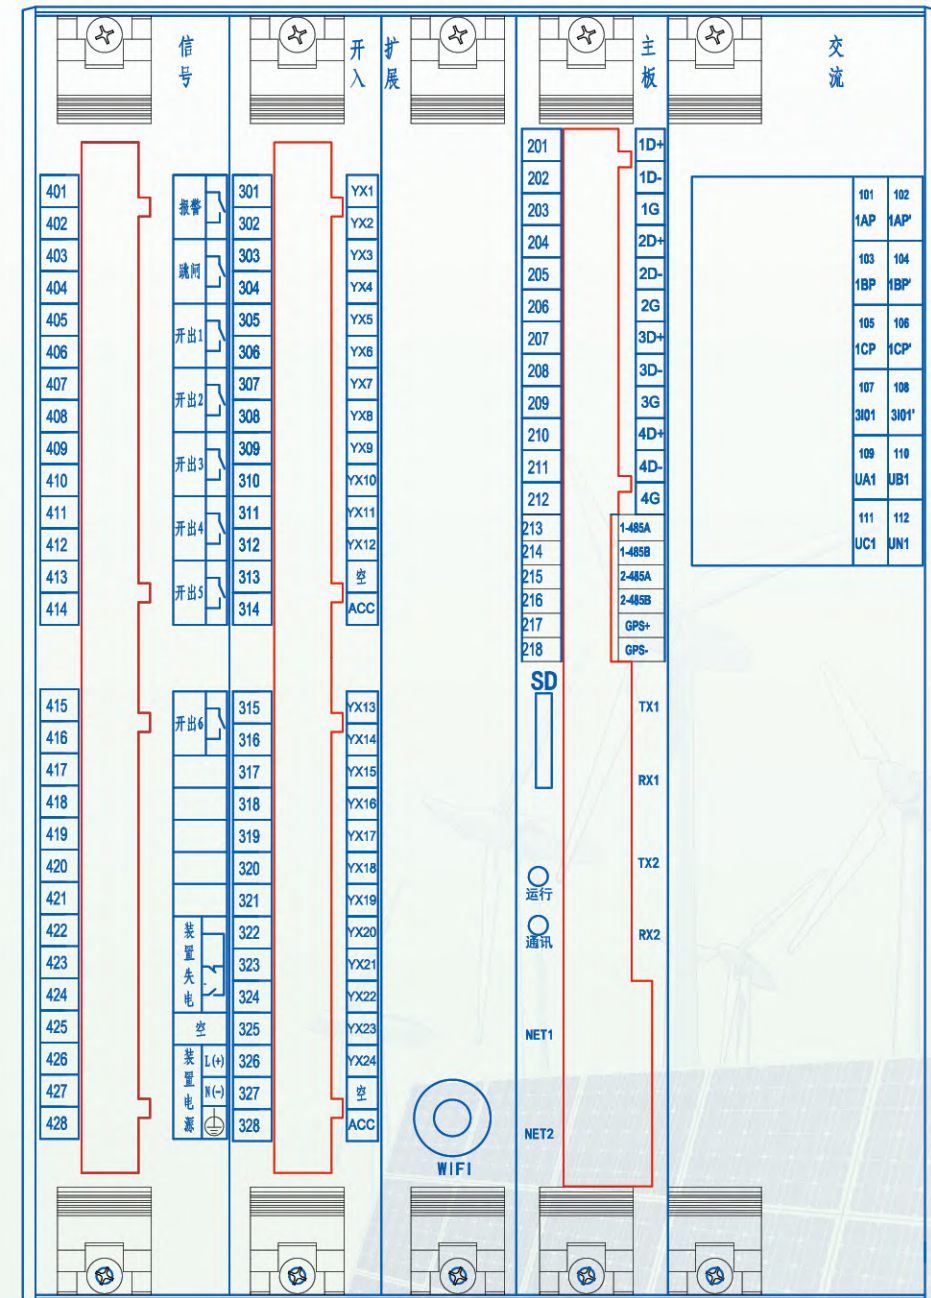 信号
开入
扩展
主板
交流
401
402
报警
403
404
跳闸
405
406
开出1
407
408
开出2
409
410
开出3
411
412
开出4
413
414
开出5
415
416
开出6
417
418
419
420
421
422
423
424
装置失电
425
空
426
427
428
装置电源
L(+)
N(-)
301 YX1
302 YX2
303 YX3
304 YX4
305 YX5
306 YX6
307 YX7
308 YX8
309 YX9
310 YX10
311 YX11
312 YX12
313 空
314 ACC
315 YX13
316 YX14
317 YX15
318 YX16
319 YX17
320 YX18
321 YX19
322 YX20
323 YX21
324 YX22
325 YX23
326 YX24
327 空
328 ACC
WIFI
201 1D+
202 1D-
203 1G
204 2D+
205 2D-
206 2G
207 3D+
208 3D-
209 3G
210 4D+
211 4D-
212 4G
213 1-485A
214 1-485B
215 2-485A
216 2-485B
217 GPS+
218 GPS-
SD
TX1
RX1
TX2
运行
RX2
通讯
NET1
NET2
101 102
1AP 1AP'
103 104
1BP 1BP'
105 106
1CP 1CP'
107 108
3I01 3I01'
109 110
UA1 UB1
111 112
UC1 UN1